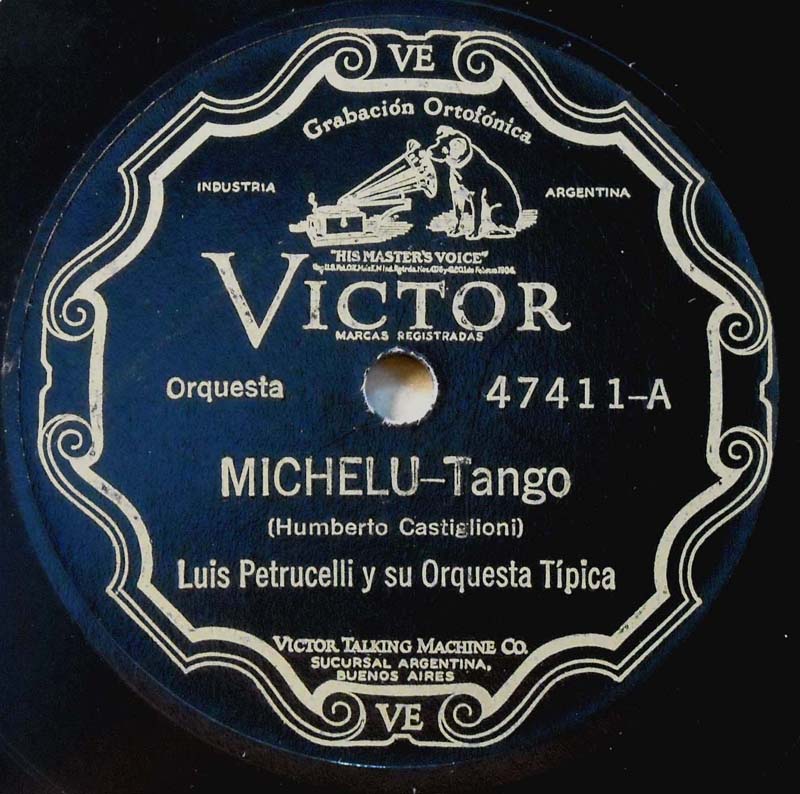 VE
Grabación Ortofónica
INDUSTRIA ARGENTINA
"HIS MASTER'S VOICE"
VICTOR
MARCAS REGISTRADAS
Orquesta 47411-A
MICHELU-Tango
(Humberto Castiglioni)
Luis Petrucelli y su Orquesta Típica
VICTOR TALKING MACHINE CO.
SUCURSAL ARGENTINA,
BUENOS AIRES
VE